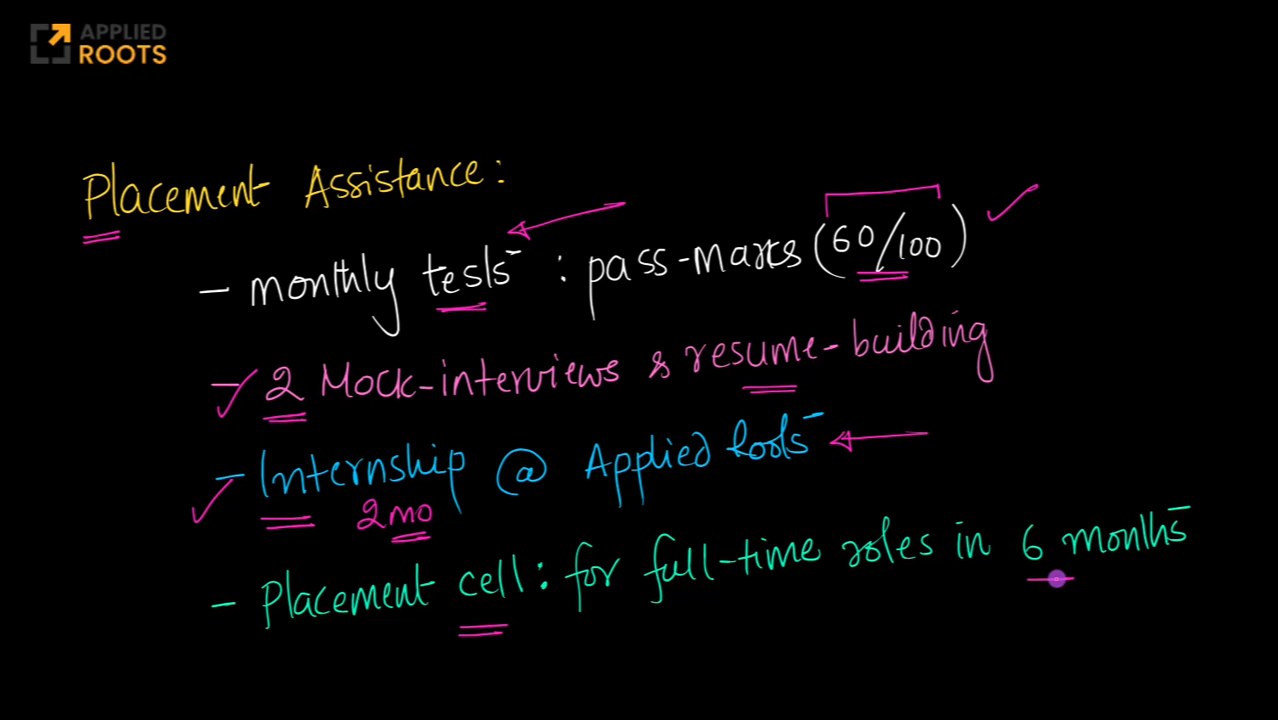 APPLIED
ROOTS
Placement Assistance:
- monthly tests : pass-marks (60/100)
- 2 Mock-interviews & resume-building
- Internship @ Applied Roots
2mo
- Placement cell: for full-time roles in 6 months